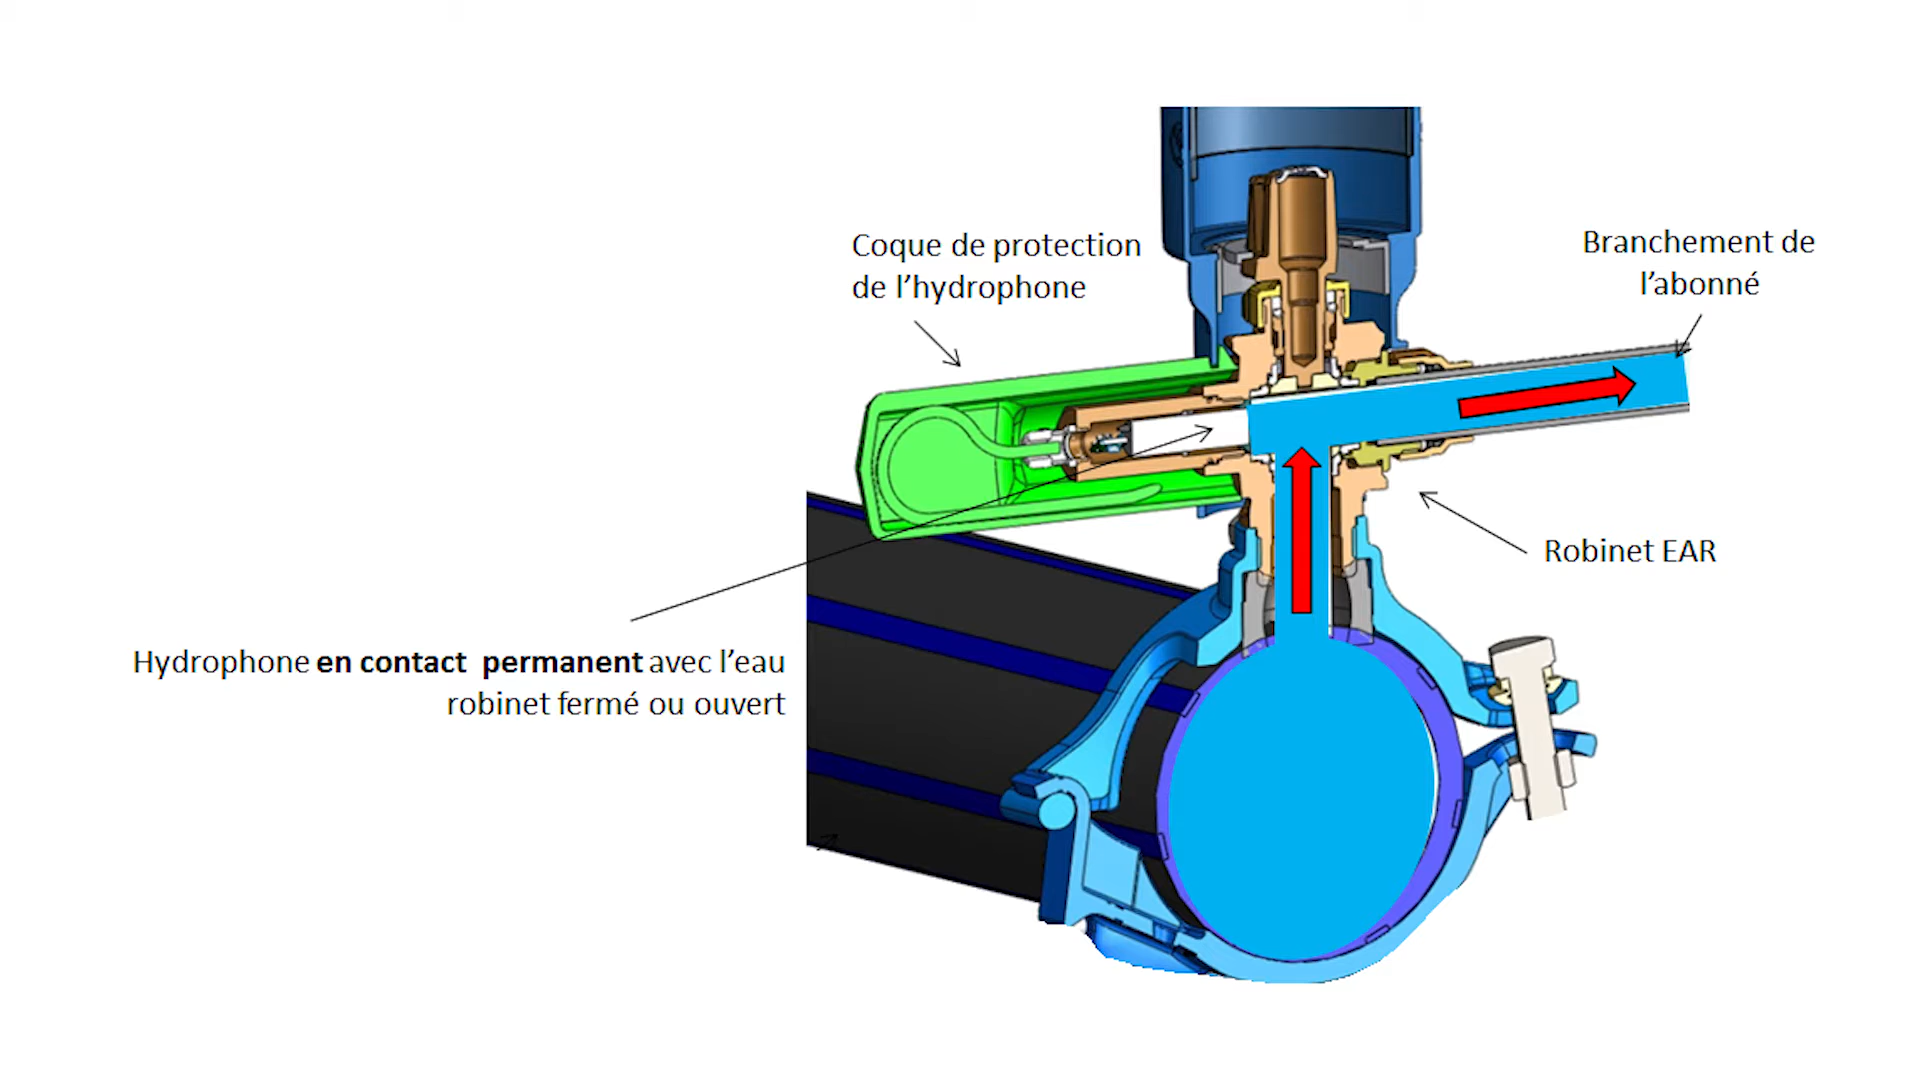 Coque de protection
de l’hydrophone
Branchement de
l’abonné
Robinet EAR
Hydrophone en contact  permanent avec l’eau
robinet fermé ou ouvert